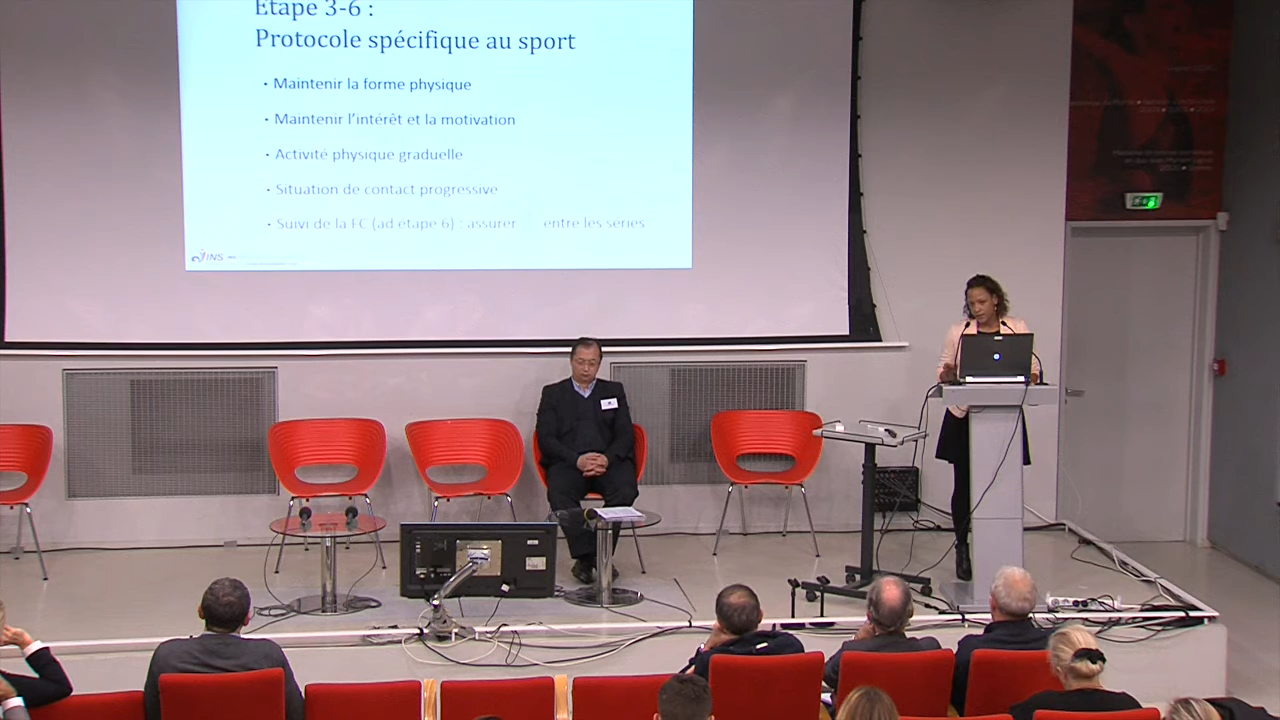 Etape 3-6 :
Protocole spécifique au sport
• Maintenir la forme physique
• Maintenir l'intérêt et la motivation
• Activité physique graduelle
• Situation de contact progressive
• Suivi de la FC (ad étape 6) : assurer entre les séries
INS